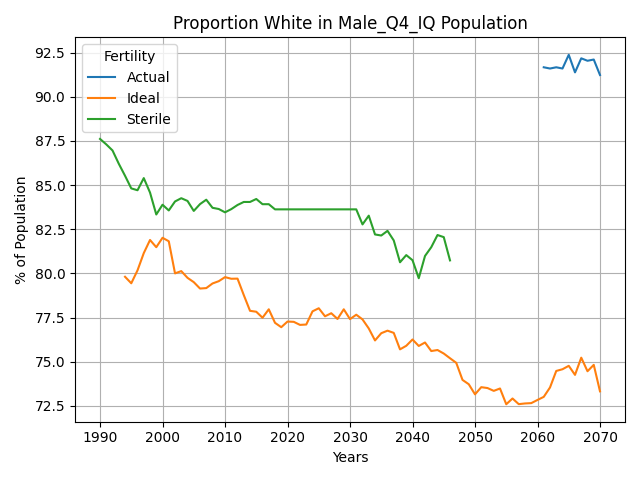 Proportion White in Male_Q4_IQ Population
Fertility
Actual
Ideal
Sterile
92.5
90.0
87.5
85.0
82.5
80.0
77.5
75.0
72.5
% of Population
1990 2000 2010 2020 2030 2040 2050 2060 2070
Years